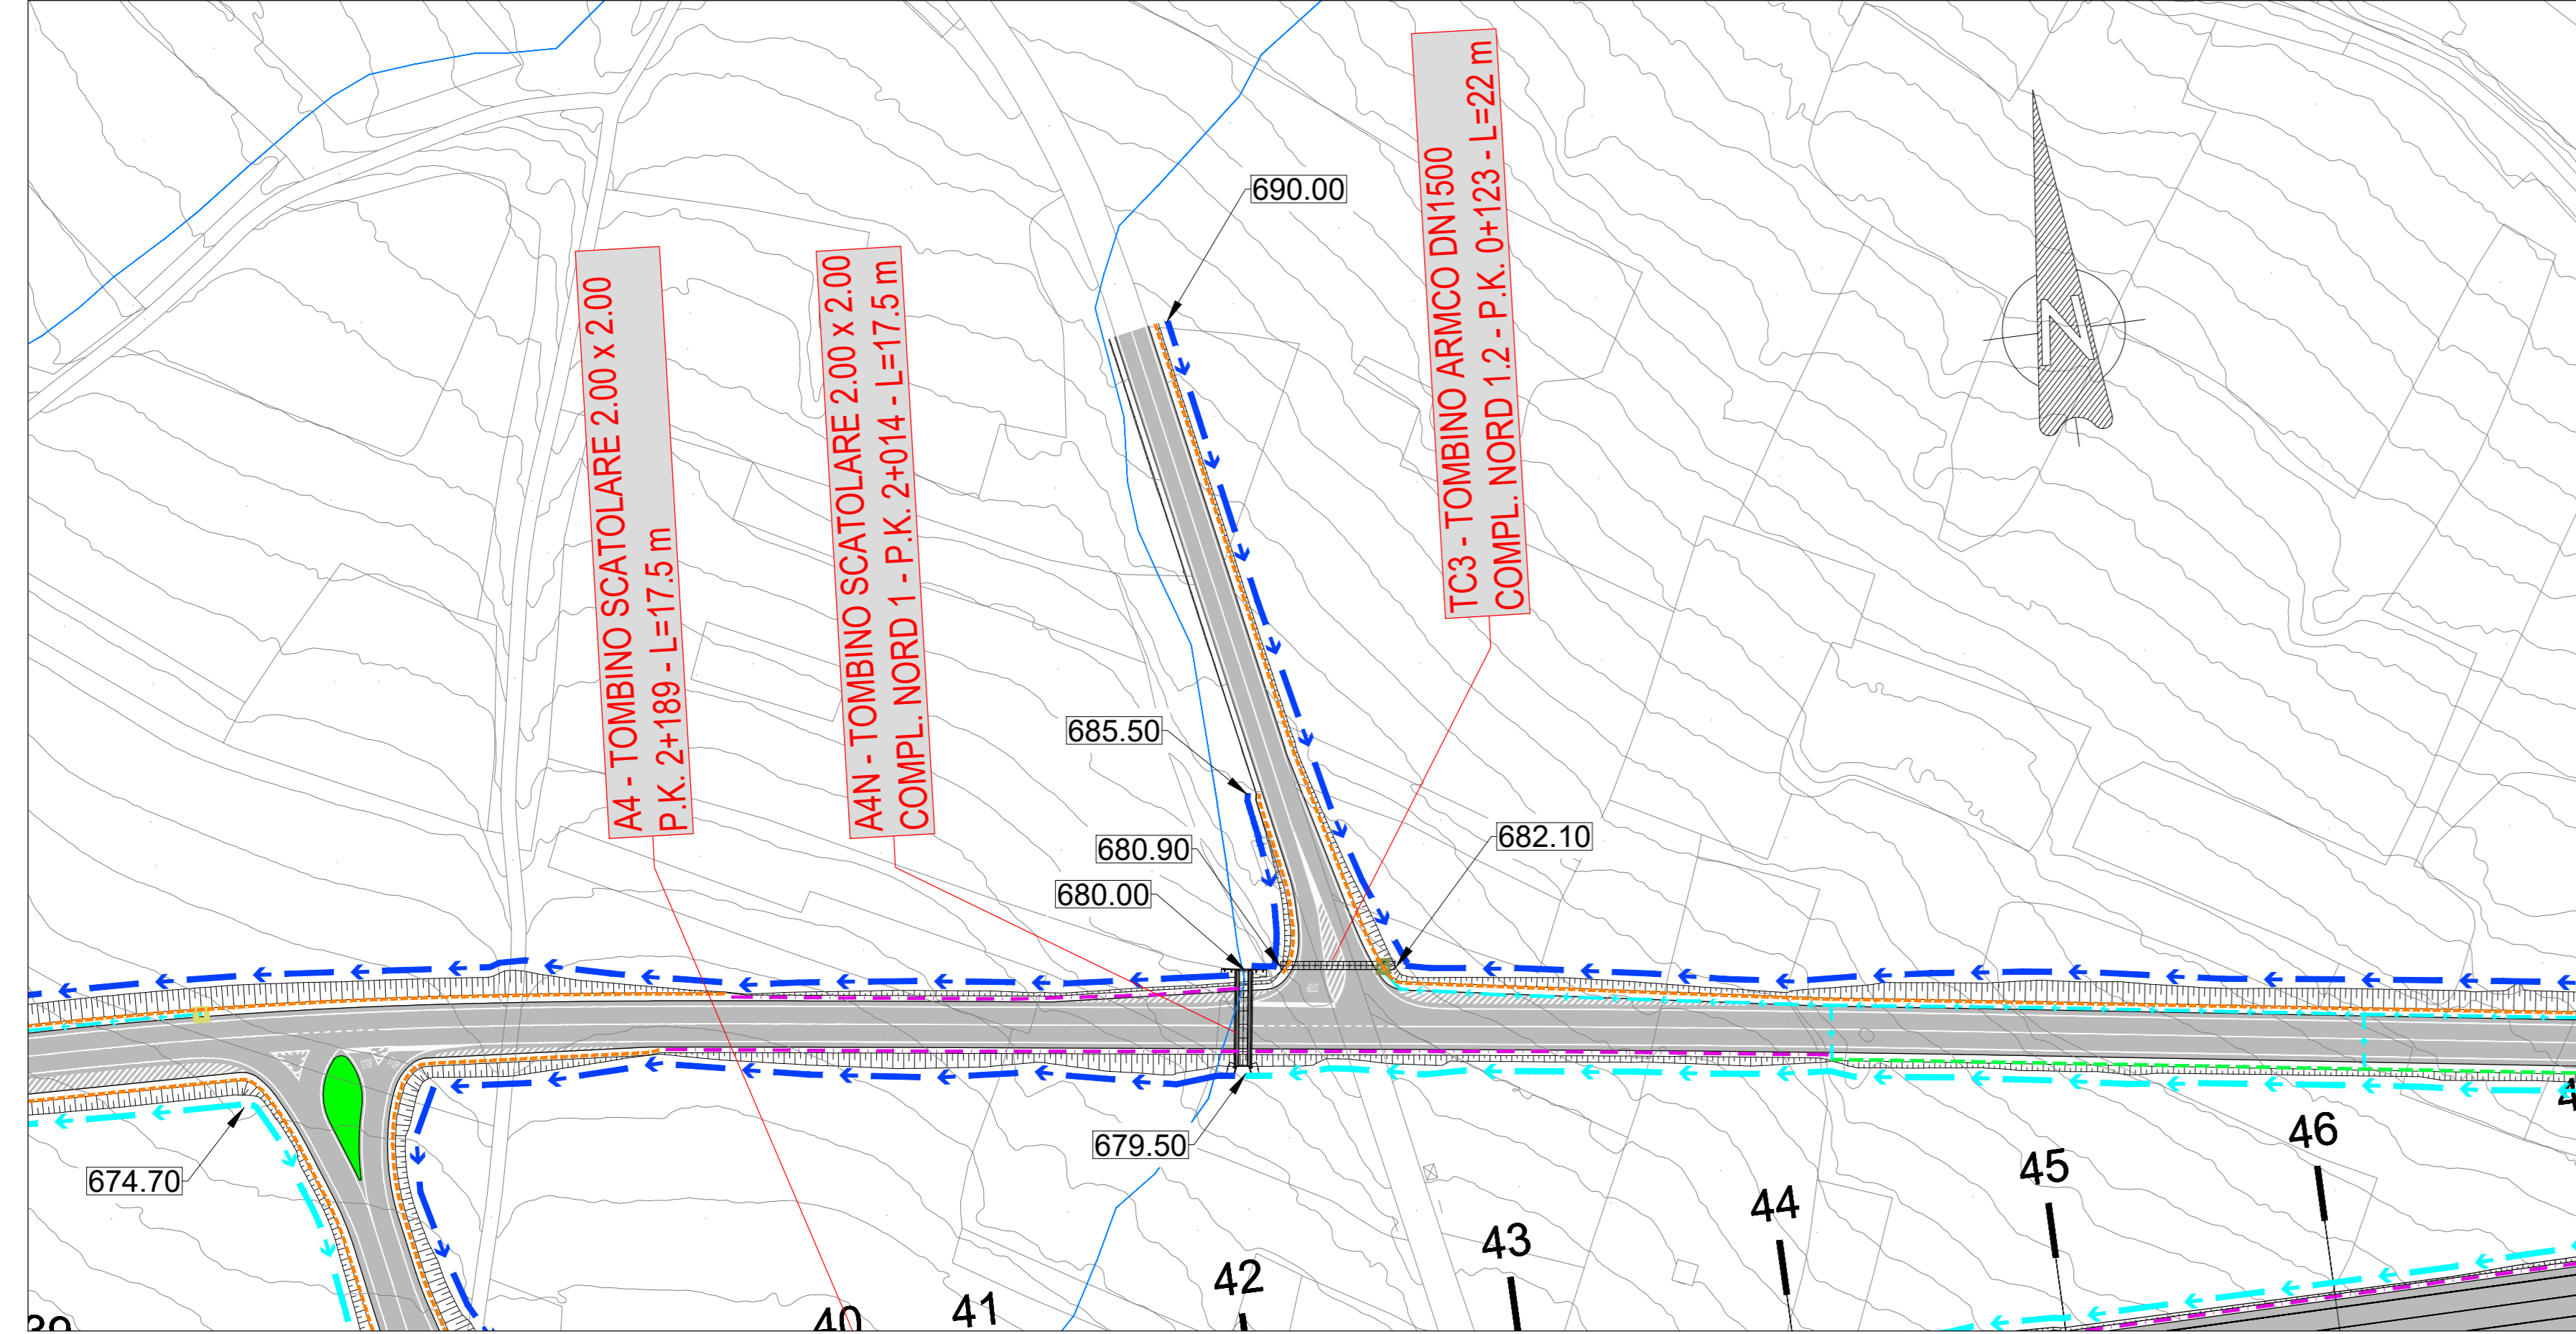 A4 - TOMBINO SCATOLARE 2.00 x 2.00
P.K. 2+189 - L=17.5 m
A4N - TOMBINO SCATOLARE 2.00 x 2.00
COMPL. NORD 1 - P.K. 2+014 - L=17.5 m
TC3 - TOMBINO ARMCO DN1500
COMPL. NORD 1.2 - P.K. 0+123 - L=22 m
690.00
N
685.50
680.90
680.00
682.10
679.50
674.70
39
40
41
42
43
44
45
46